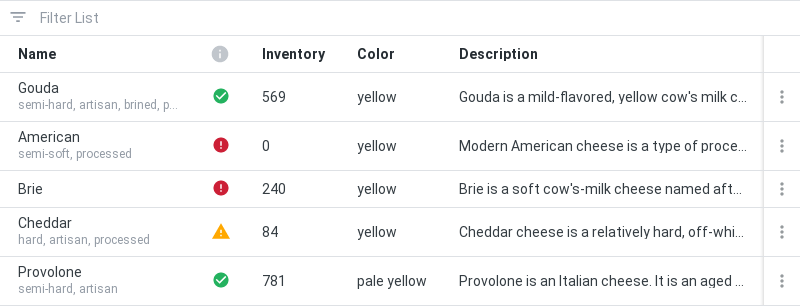 Filter List
Name Inventory Color Description
Gouda
semi-hard, artisan, brined, p...
569 yellow Gouda is a mild-flavored, yellow cow's milk c...
American
semi-soft, processed
0 yellow Modern American cheese is a type of proce...
Brie 240 yellow Brie is a soft cow's-milk cheese named aft...
Cheddar
hard, artisan, processed
84 yellow Cheddar cheese is a relatively hard, off-whi...
Provolone
semi-hard, artisan
781 pale yellow Provolone is an Italian cheese. It is an aged ...